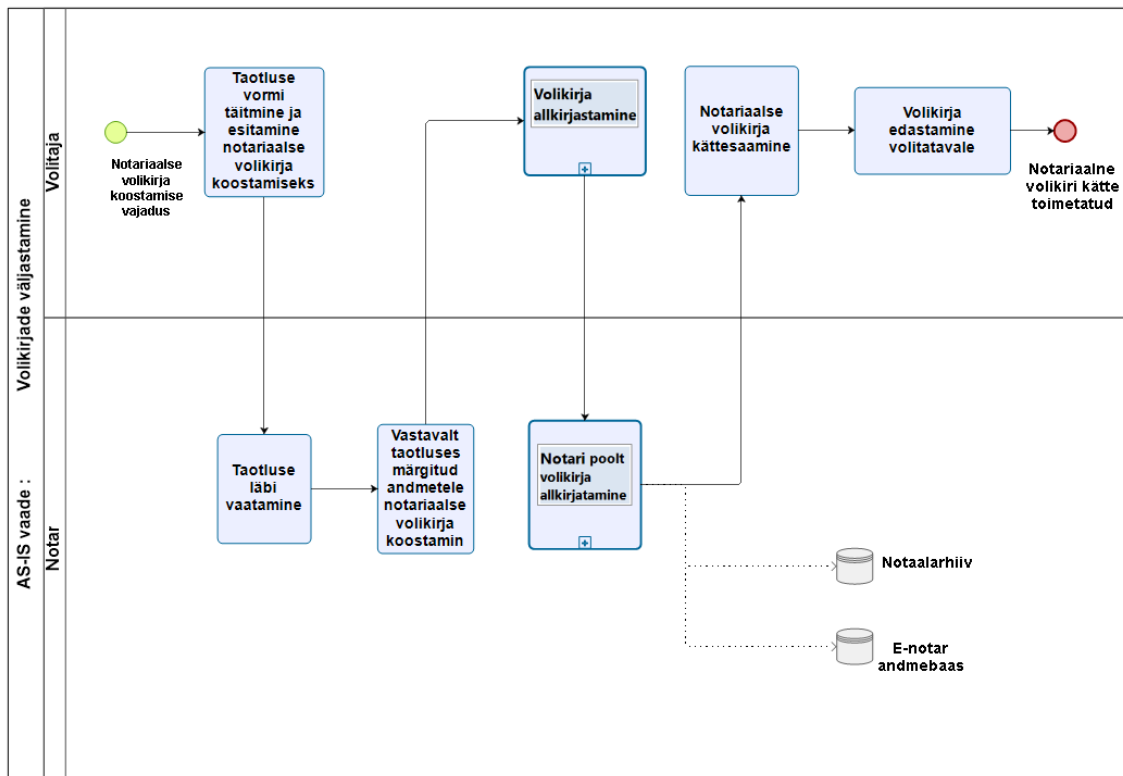 AS-IS vaade : Volikirjade väljastamine
Volitaja
Notariaalse
volikirja
koostamise
vajadus
Taotluse
vormi
täitmine ja
esitamine
notariaalse
volikirja
koostamiseks
Volikirja
allkirjastamine
Notariaalse
volikirja
kättesaamine
Volikirja
edastamine
volitatavale
Notariaalne
volikiri kätte
toimetatud
Notar
Taotluse
läbi
vaatamine
Vastavalt
taotluses
märgitud
andmetele
notariaalse
volikirja
koostamin
Notari poolt
volikirja
allkirjatamine
Notaalarhiiv
E-notar
andmebaas